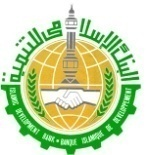 البنك الإسلامي للتنمية
ISLAMIC DEVELOPMENT BANK - BANQUE ISLAMIQUE DE DEVELOPPEMENT